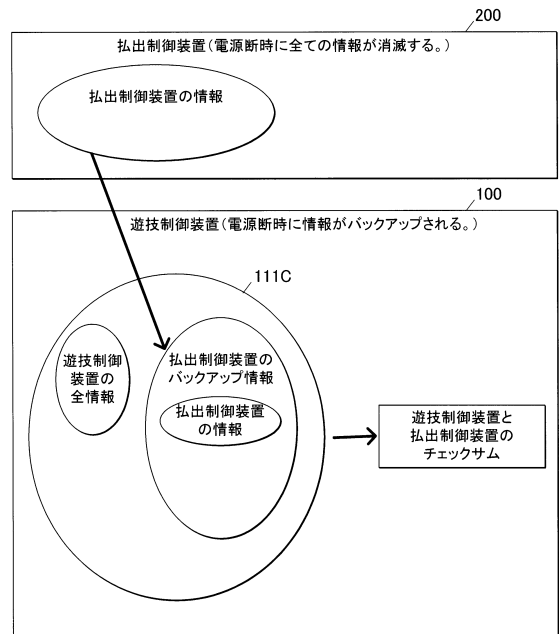 200
払出制御装置(電源断時に全ての情報が消滅する。)
払出制御装置の情報
100
遊技制御装置(電源断時に情報がバックアップされる。)
111C
遊技制御
装置の
全情報
払出制御装置の
バックアップ情報
払出制御装置
の情報
遊技制御装置と
払出制御装置の
チェックサム